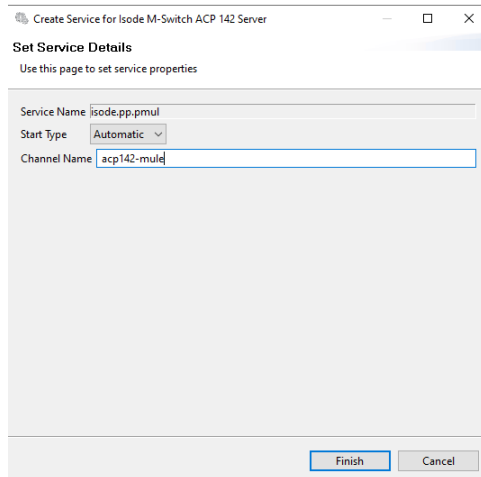 Create Service for Isode M-Switch ACP 142 Server
Set Service Details
Use this page to set service properties
Service Name isode.pp.pmul
Start Type Automatic
Channel Name acp142-mule
Finish Cancel